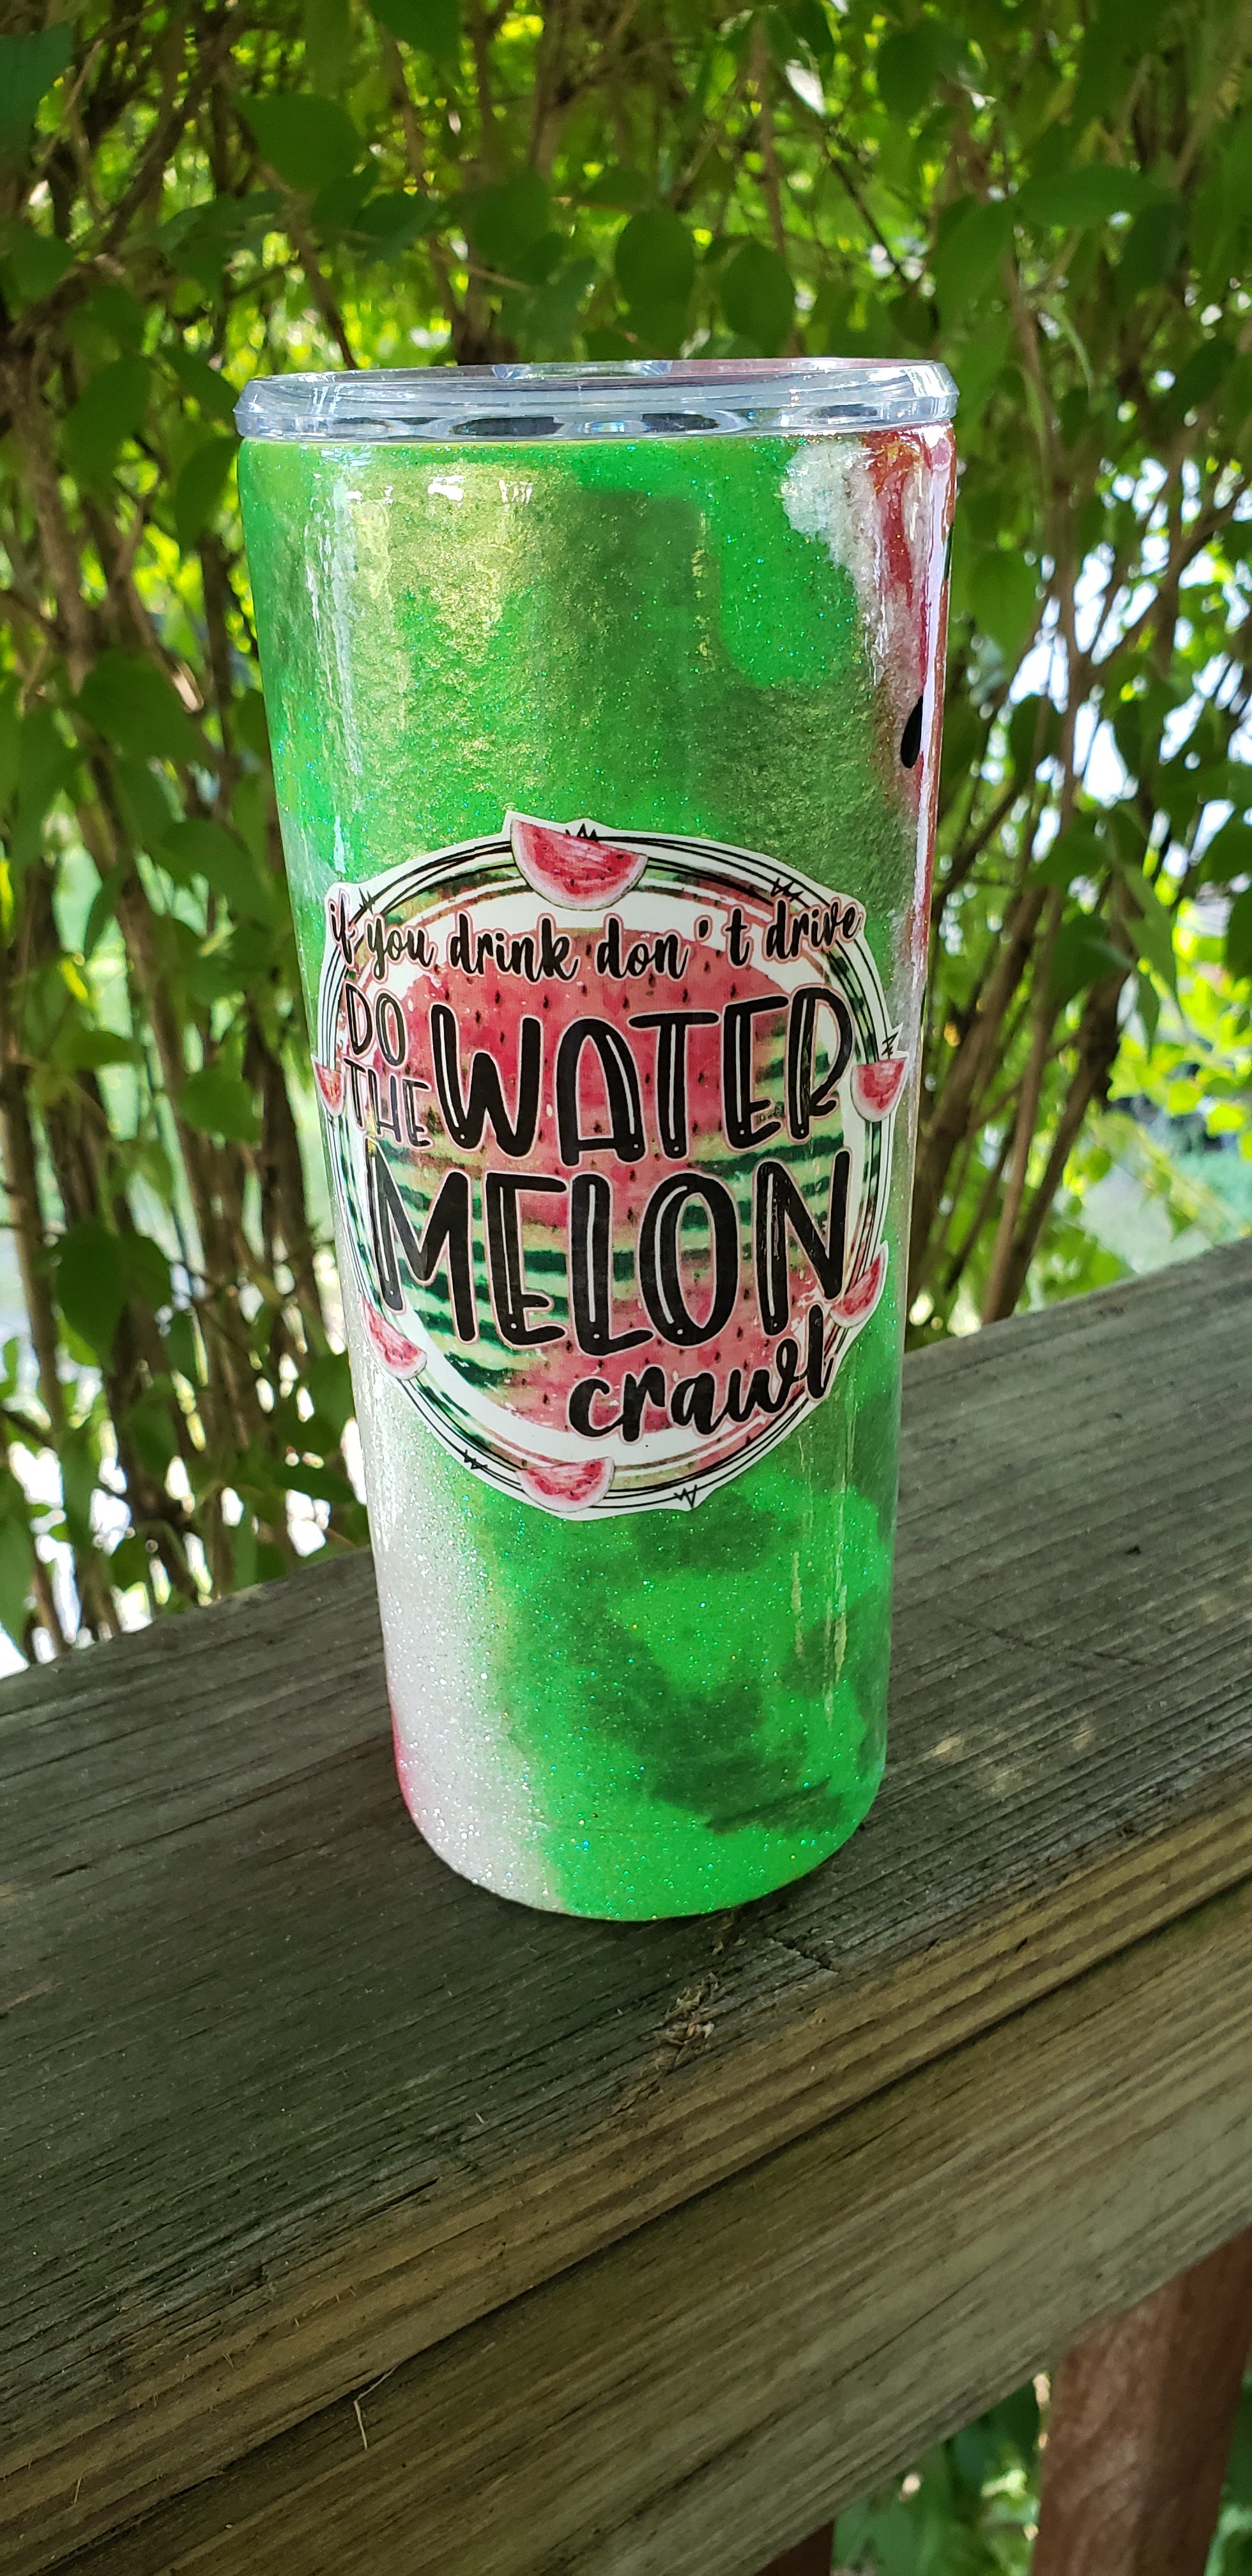 if you drink don't drive
DO
THE WATER
MELON
crawl